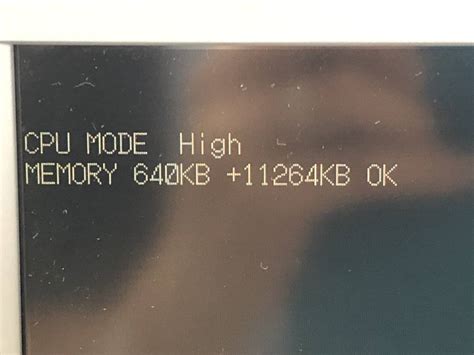 CPU MODE  High
MEMORY 640KB +11264KB OK